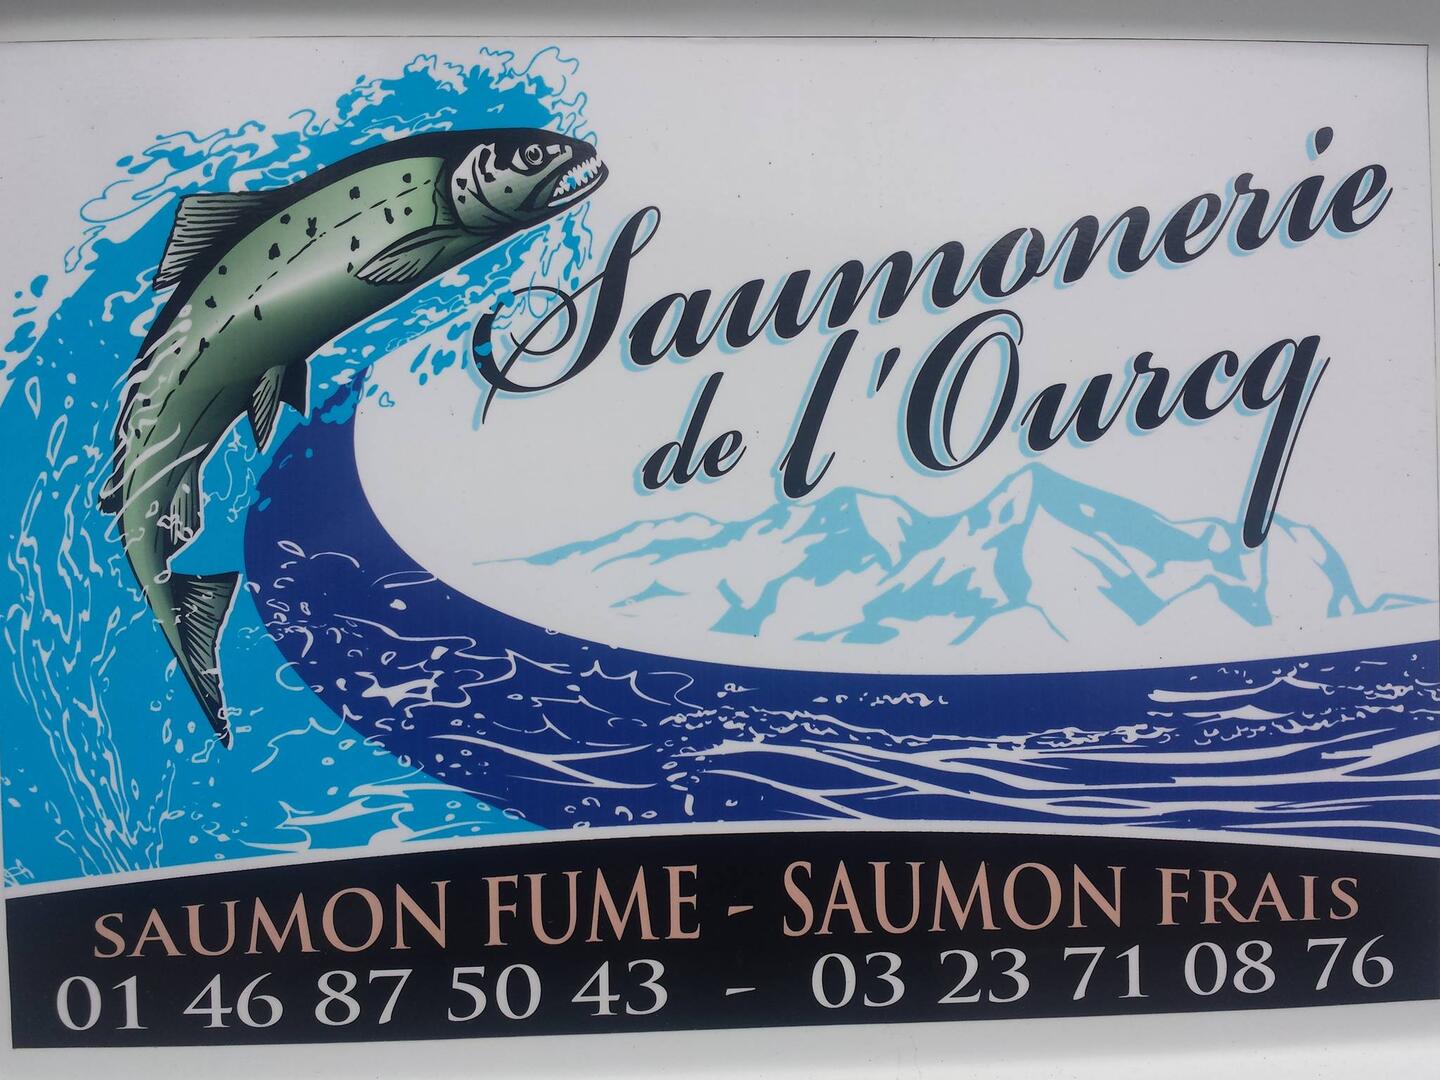 Saumonerie
de l'Ourcq
SAUMON FUME - SAUMON FRAIS
01 46 87 50 43 - 03 23 71 08 76